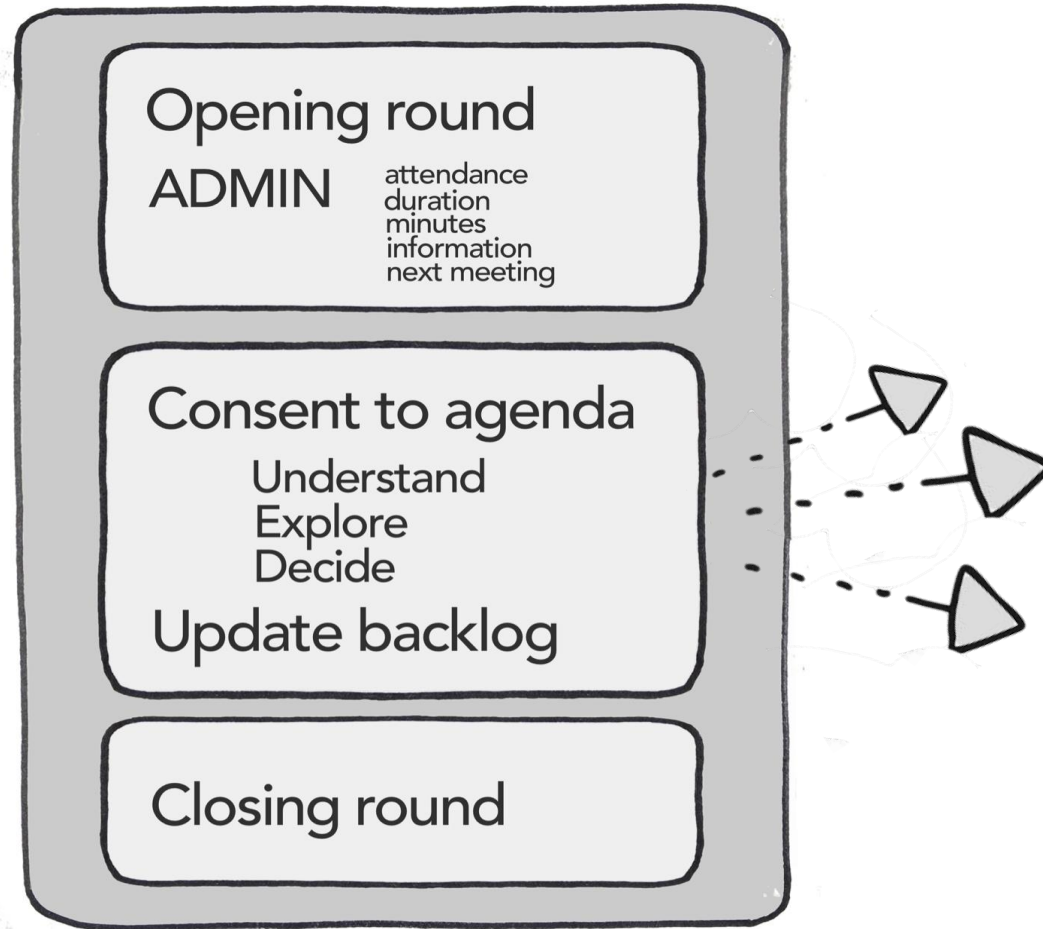 Opening round
ADMIN
attendance
duration
minutes
information
next meeting
Consent to agenda
Understand
Explore
Decide
Update backlog
Closing round